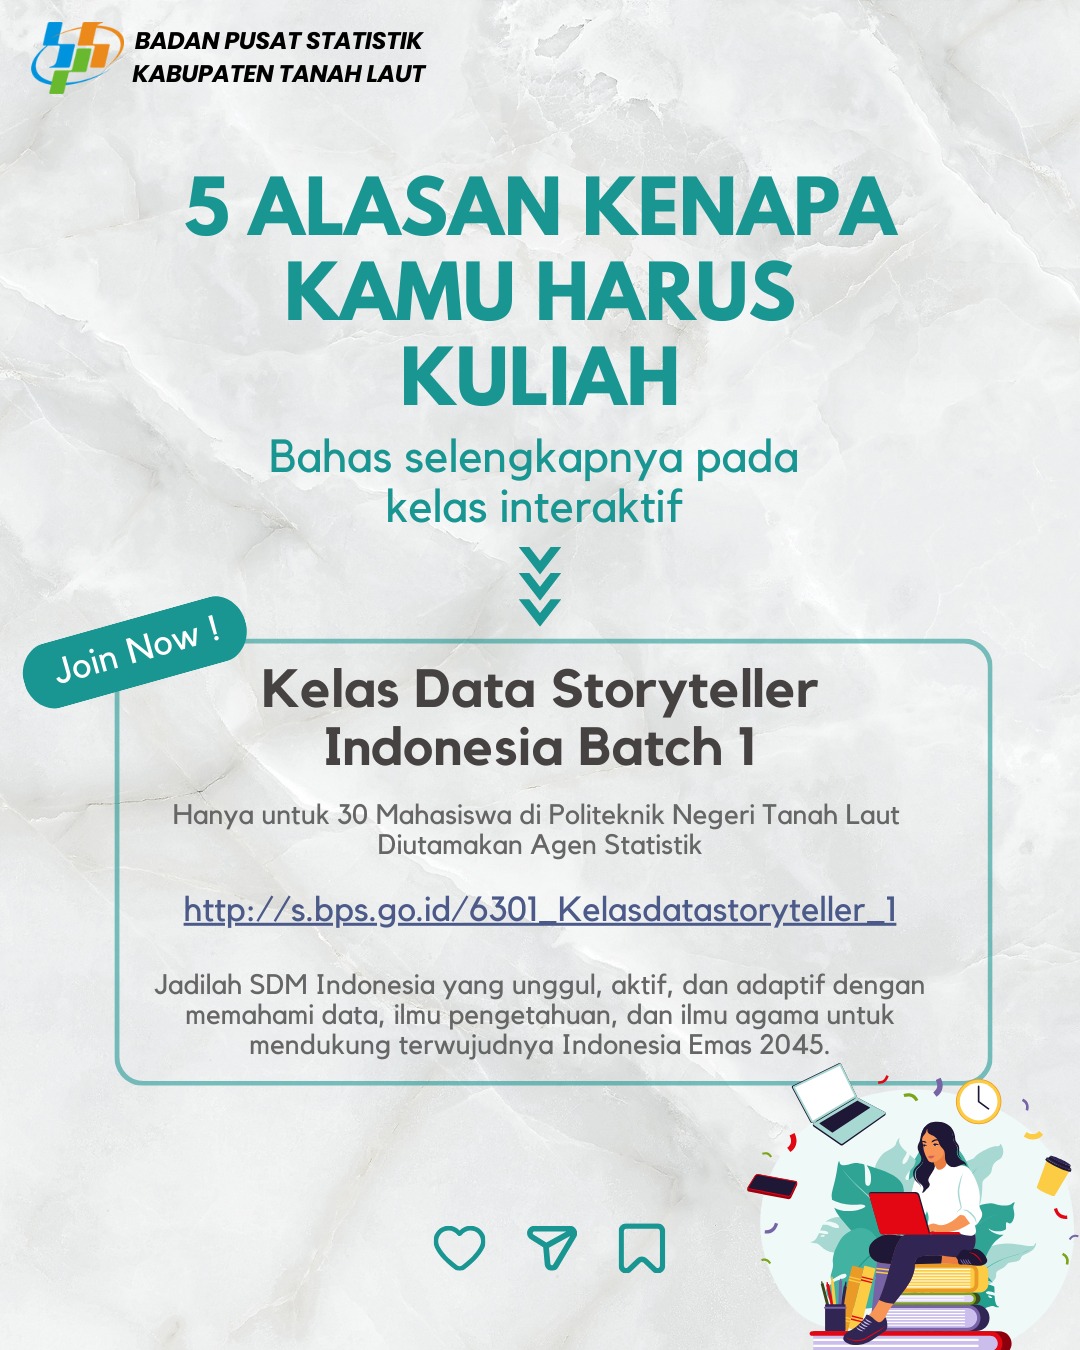 BADAN PUSAT STATISTIK
KABUPATEN TANAH LAUT
5 ALASAN KENAPA
KAMU HARUS
KULIAH
Bahas selengkapnya pada
kelas interaktif
Join Now !
Kelas Data Storyteller
Indonesia Batch 1
Hanya untuk 30 Mahasiswa di Politeknik Negeri Tanah Laut
Diutamakan Agen Statistik
http://s.bps.go.id/6301_Kelasdatastoryteller_1
Jadilah SDM Indonesia yang unggul, aktif, dan adaptif dengan
memahami data, ilmu pengetahuan, dan ilmu agama untuk
mendukung terwujudnya Indonesia Emas 2045.